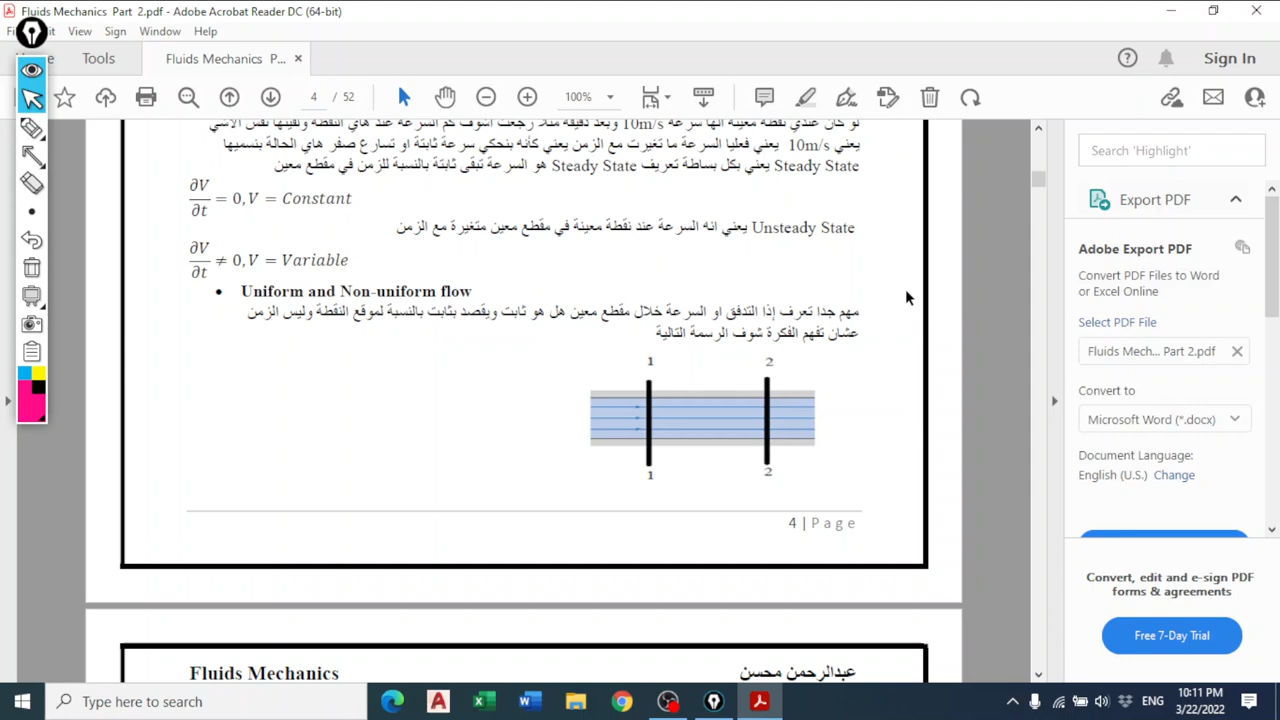 Fluids Mechanics Part 2.pdf - Adobe Acrobat Reader DC (64-bit)
View Sign Window Help
Tools
Fluids Mechanics P...
Sign In
4 / 52
100%
لو كان عندي نقطة معينة الها سرعة 10m/s وبعد دقيقة مثلا رجعت اشوف كم السرعة عند هاي النقطة ولقيتها نفس الاشي
يعني 10m/s يعني فعليا السرعة ما تغيرت مع الزمن يعني كأنه بنحكي سرعة ثابتة او تسارع صفر هاي الحالة بنسميها
Steady State يعني بكل بساطة تعريف Steady State هو السرعة تبقى ثابتة بالنسبة للزمن في مقطع معين
∂V/∂t = 0, V = Constant
Unsteady State يعني انه السرعة عند نقطة معينة في مقطع معين متغيرة مع الزمن
∂V/∂t ≠ 0, V = Variable
• Uniform and Non-uniform flow
مهم جدا تعرف إذا التدفق او السرعة خلال مقطع معين هل هو ثابت ويقصد بثابت بالنسبة لموقع النقطة وليس الزمن
عشان تفهم الفكرة شوف الرسمة التالية
1 2
1 2
4 | Page
Fluids Mechanics عبدالرحمن محسن
Search 'Highlight'
Export PDF
Adobe Export PDF
Convert PDF Files to Word
or Excel Online
Select PDF File
Fluids Mech... Part 2.pdf
Convert to
Microsoft Word (*.docx)
Document Language:
English (U.S.) Change
Convert, edit and e-sign PDF
forms & agreements
Free 7-Day Trial
Type here to search
ENG
10:11 PM
3/22/2022